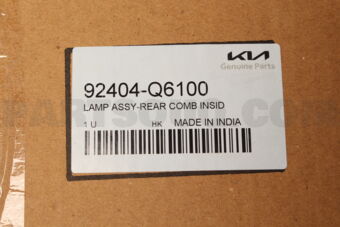 KIA
Genuine Parts
92404-Q6100
LAMP ASSY-REAR COMB INSID
1 U HK MADE IN INDIA